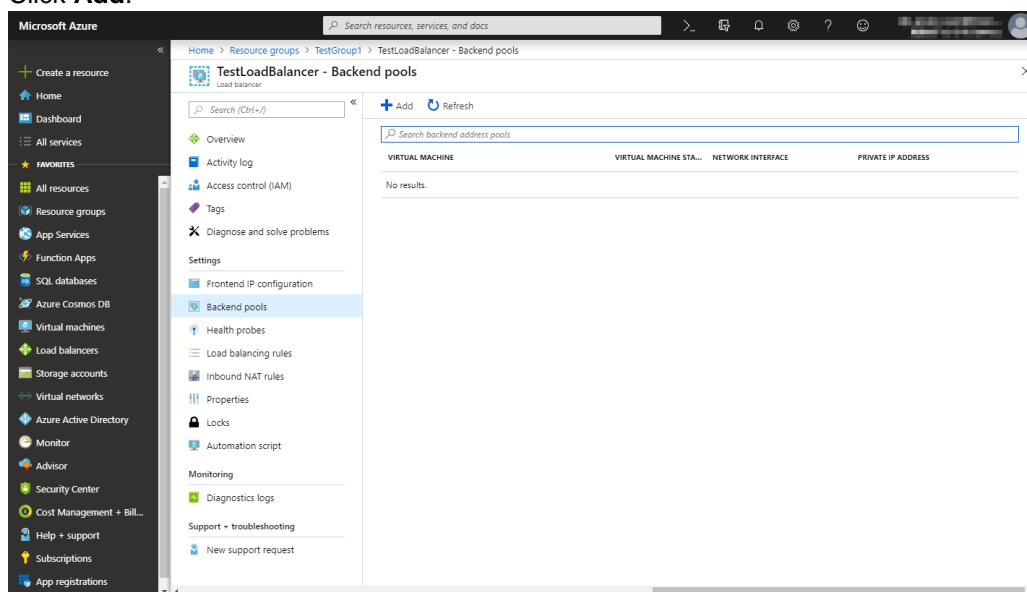 Click Add.
Microsoft Azure
Search resources, services, and docs
Create a resource
Home
Dashboard
All services
FAVORITES
All resources
Resource groups
App Services
Function Apps
SQL databases
Azure Cosmos DB
Virtual machines
Load balancers
Storage accounts
Virtual networks
Azure Active Directory
Monitor
Advisor
Security Center
Cost Management + Bill...
Help + support
Subscriptions
App registrations
Home > Resource groups > TestGroup1 > TestLoadBalancer - Backend pools
TestLoadBalancer - Backend pools
Load balancer
Search (Ctrl+/)
Overview
Activity log
Access control (IAM)
Tags
Diagnose and solve problems
Settings
Frontend IP configuration
Backend pools
Health probes
Load balancing rules
Inbound NAT rules
Properties
Locks
Automation script
Monitoring
Diagnostics logs
Support + troubleshooting
New support request
Add Refresh
Search backend address pools
VIRTUAL MACHINE VIRTUAL MACHINE STA... NETWORK INTERFACE PRIVATE IP ADDRESS
No results.